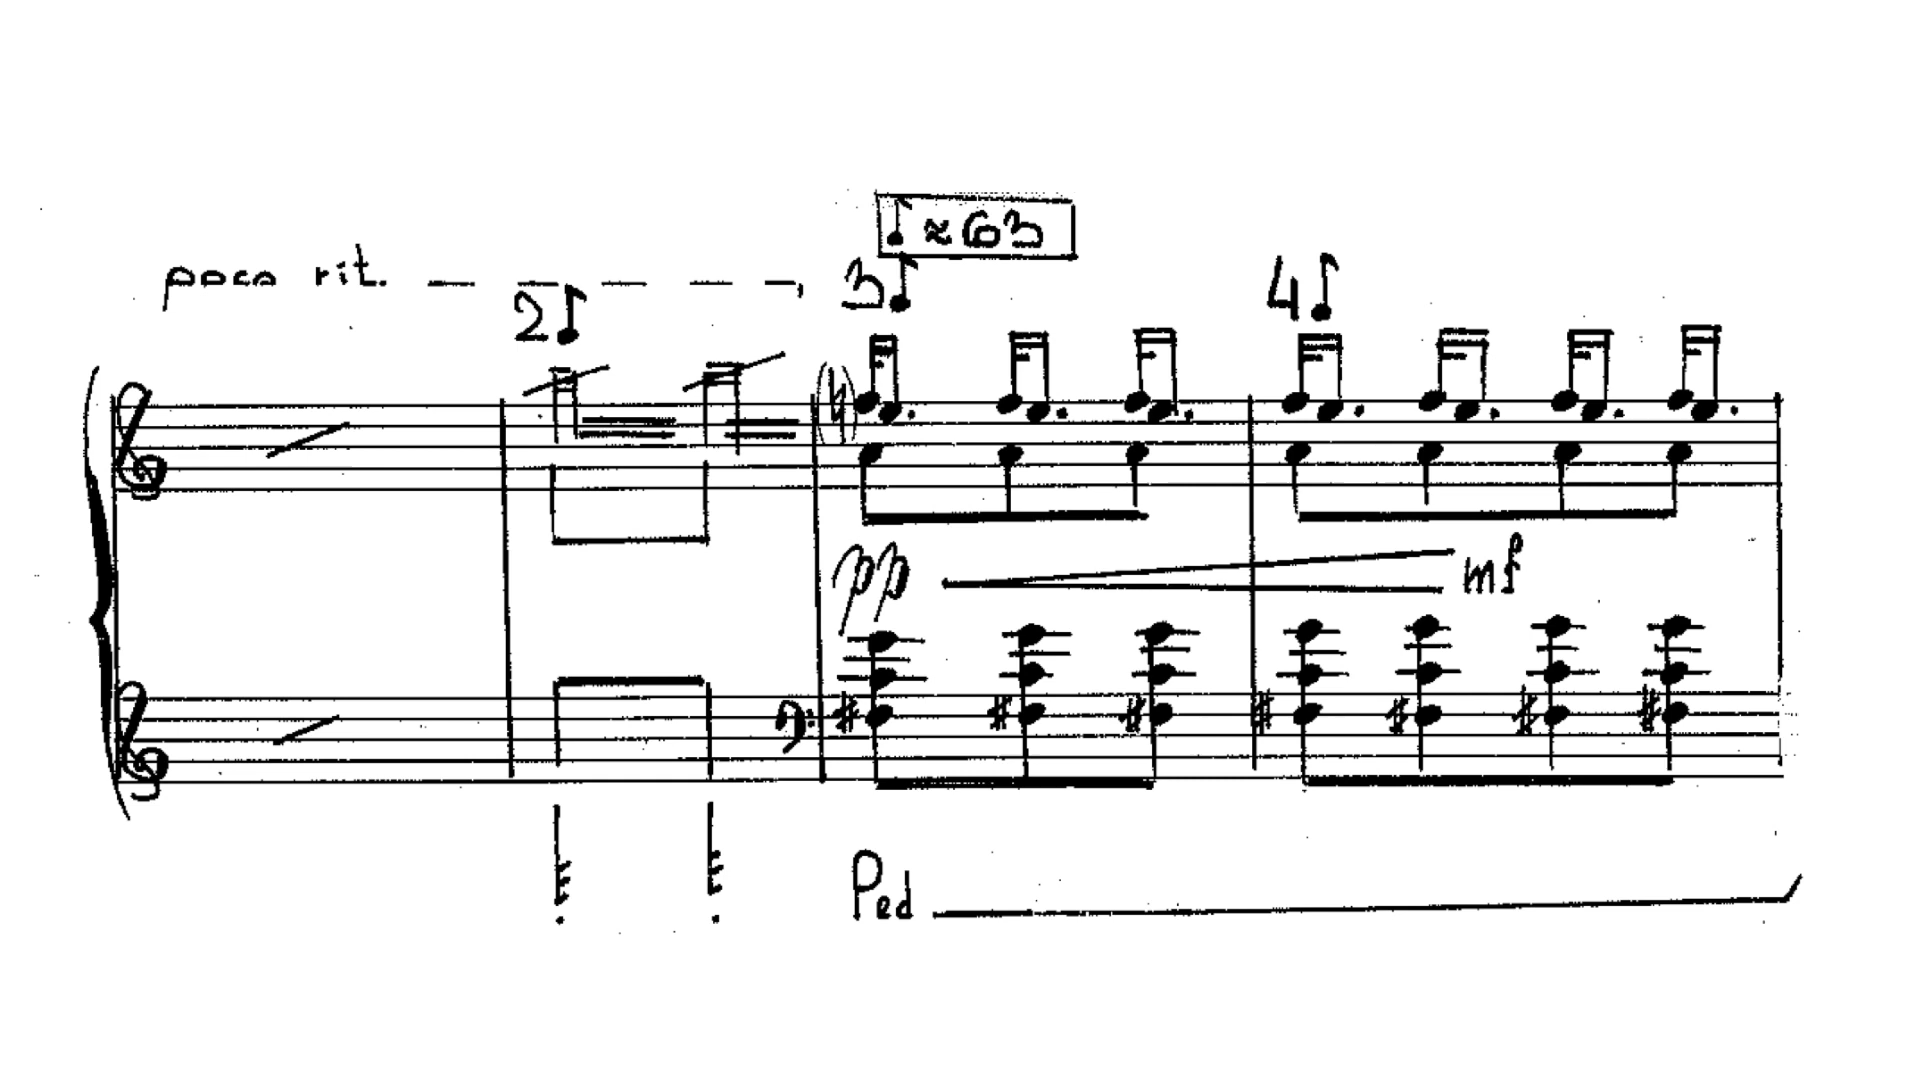 ♪ ≈ 63
poco rit.
2♪ 3♪ 4♪
pp mf
Ped